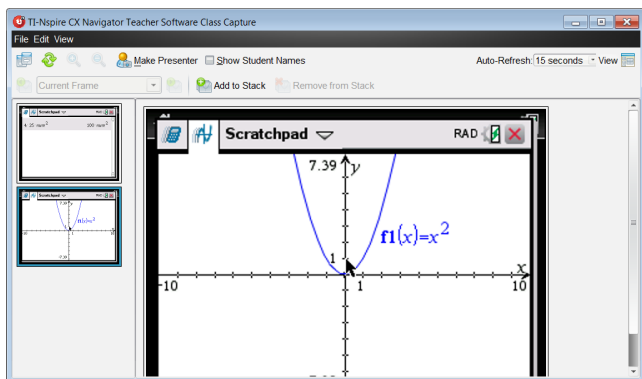 TI-Nspire CX Navigator Teacher Software Class Capture
File Edit View
Make Presenter Show Student Names Auto-Refresh: 15 seconds View
Current Frame Add to Stack Remove from Stack
Scratchpad RAD
Scratchpad RAD
7.39 y
f1(x)=x²
1
-10 1 x 10